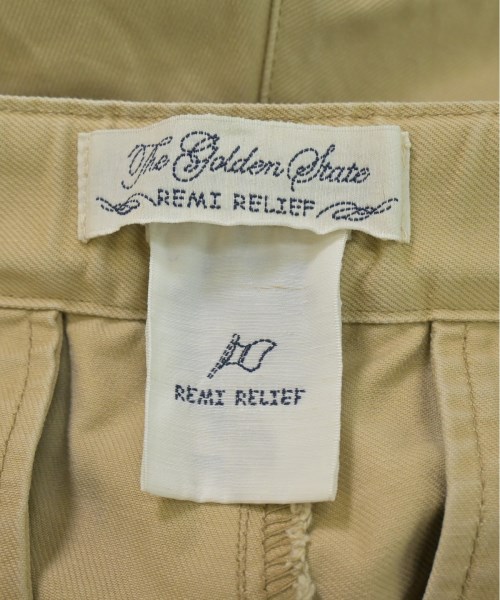 The Golden State
REMI RELIEF
REMI RELIEF